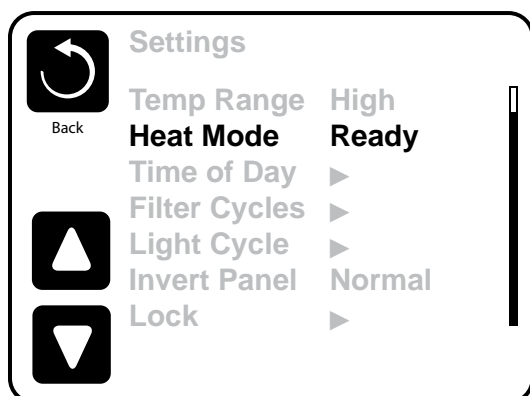 Settings
Back
Temp Range High
Heat Mode Ready
Time of Day ▶
Filter Cycles ▶
Light Cycle ▶
Invert Panel Normal
Lock ▶